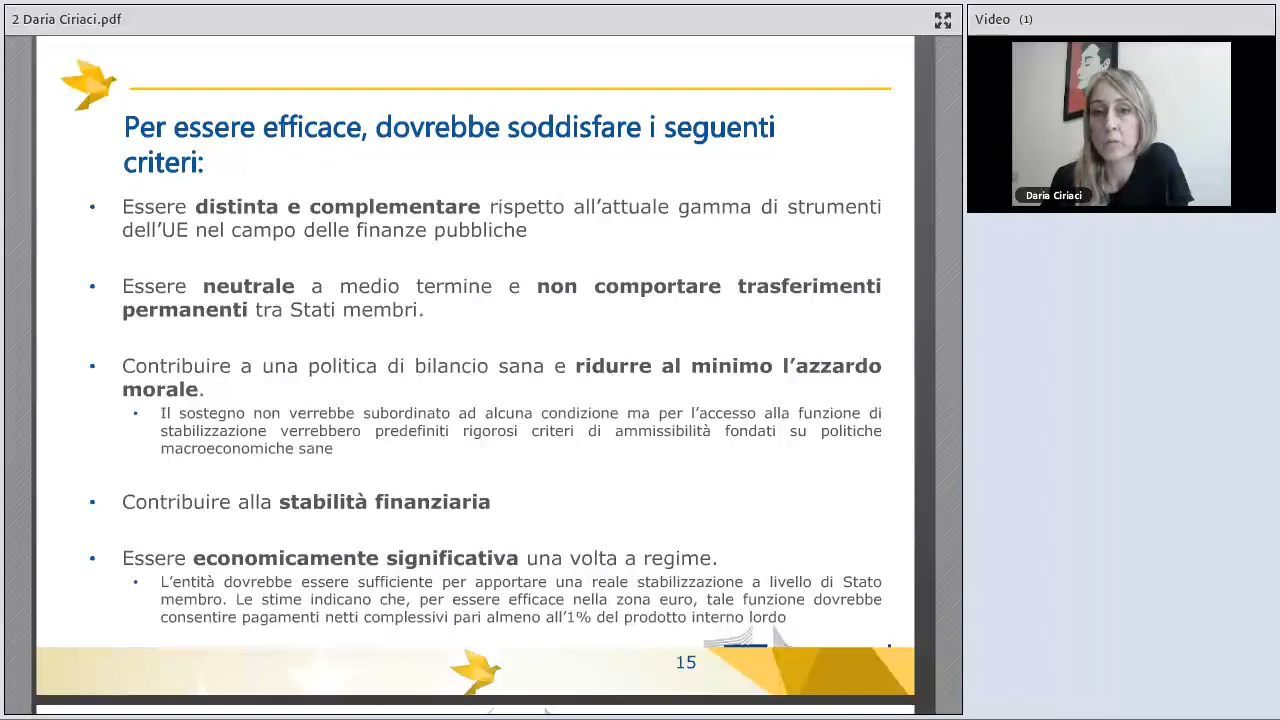 2 Daria Ciriaci.pdf
Video (1)
Daria Ciriaci
Per essere efficace, dovrebbe soddisfare i seguenti
criteri:
• Essere distinta e complementare rispetto all’attuale gamma di strumenti
dell’UE nel campo delle finanze pubbliche
• Essere neutrale a medio termine e non comportare trasferimenti
permanenti tra Stati membri.
• Contribuire a una politica di bilancio sana e ridurre al minimo l’azzardo
morale.
• Il sostegno non verrebbe subordinato ad alcuna condizione ma per l’accesso alla funzione di
stabilizzazione verrebbero predefiniti rigorosi criteri di ammissibilità fondati su politiche
macroeconomiche sane
• Contribuire alla stabilità finanziaria
• Essere economicamente significativa una volta a regime.
• L’entità dovrebbe essere sufficiente per apportare una reale stabilizzazione a livello di Stato
membro. Le stime indicano che, per essere efficace nella zona euro, tale funzione dovrebbe
consentire pagamenti netti complessivi pari almeno all’1% del prodotto interno lordo
15